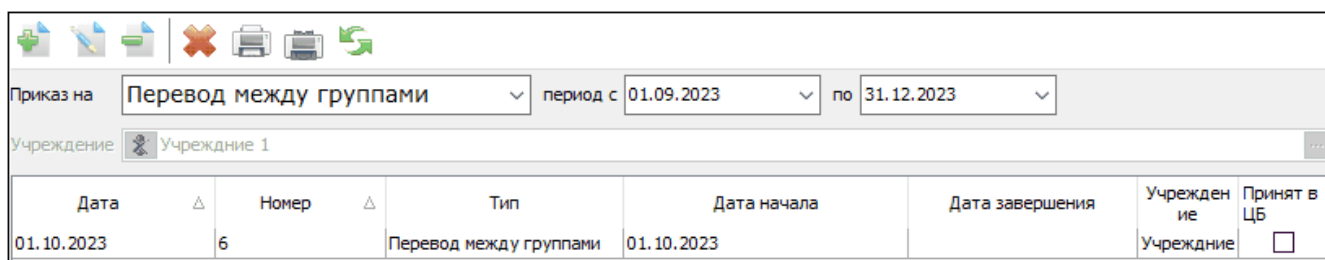 Приказ на Перевод между группами период с 01.09.2023 по 31.12.2023
Учреждение Учреждние 1
Дата Номер Тип Дата начала Дата завершения Учрежден ие Принят в ЦБ
01.10.2023 6 Перевод между группами 01.10.2023 Учреждние